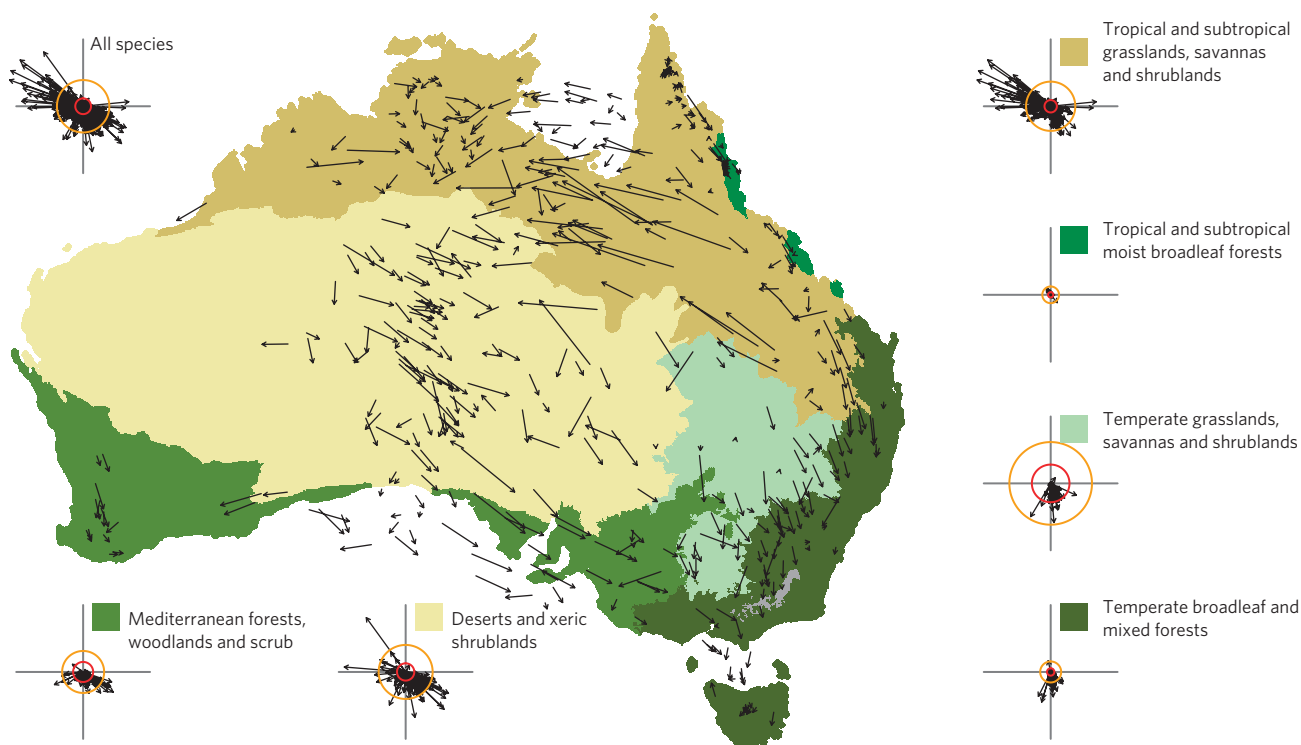 All species
Tropical and subtropical
grasslands, savannas
and shrublands
Tropical and subtropical
moist broadleaf forests
Temperate grasslands,
savannas and shrublands
Temperate broadleaf and
mixed forests
Mediterranean forests,
woodlands and scrub
Deserts and xeric
shrublands